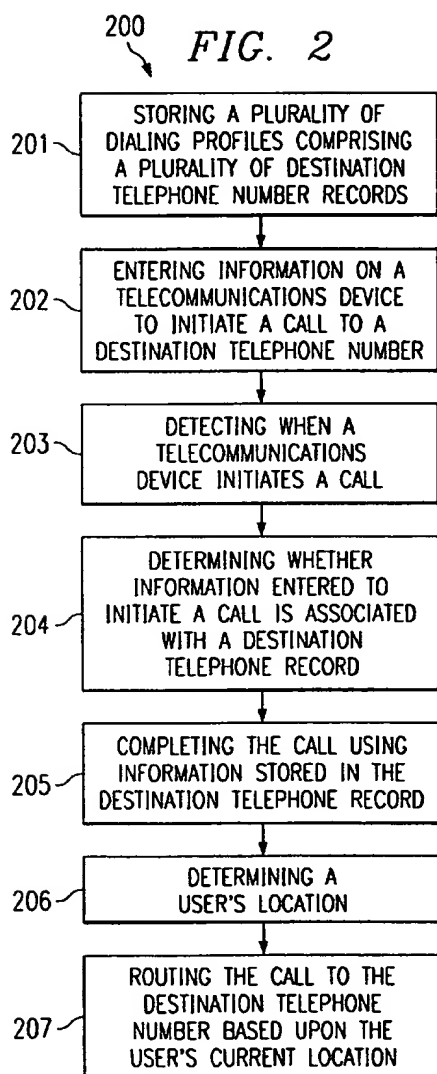 200
FIG. 2
201
STORING A PLURALITY OF
DIALING PROFILES COMPRISING
A PLURALITY OF DESTINATION
TELEPHONE NUMBER RECORDS
202
ENTERING INFORMATION ON A
TELECOMMUNICATIONS DEVICE
TO INITIATE A CALL TO A
DESTINATION TELEPHONE NUMBER
203
DETECTING WHEN A
TELECOMMUNICATIONS
DEVICE INITIATES A CALL
204
DETERMINING WHETHER
INFORMATION ENTERED TO
INITIATE A CALL IS ASSOCIATED
WITH A DESTINATION
TELEPHONE RECORD
205
COMPLETING THE CALL USING
INFORMATION STORED IN THE
DESTINATION TELEPHONE RECORD
206
DETERMINING A
USER'S LOCATION
207
ROUTING THE CALL TO THE
DESTINATION TELEPHONE
NUMBER BASED UPON THE
USER'S CURRENT LOCATION